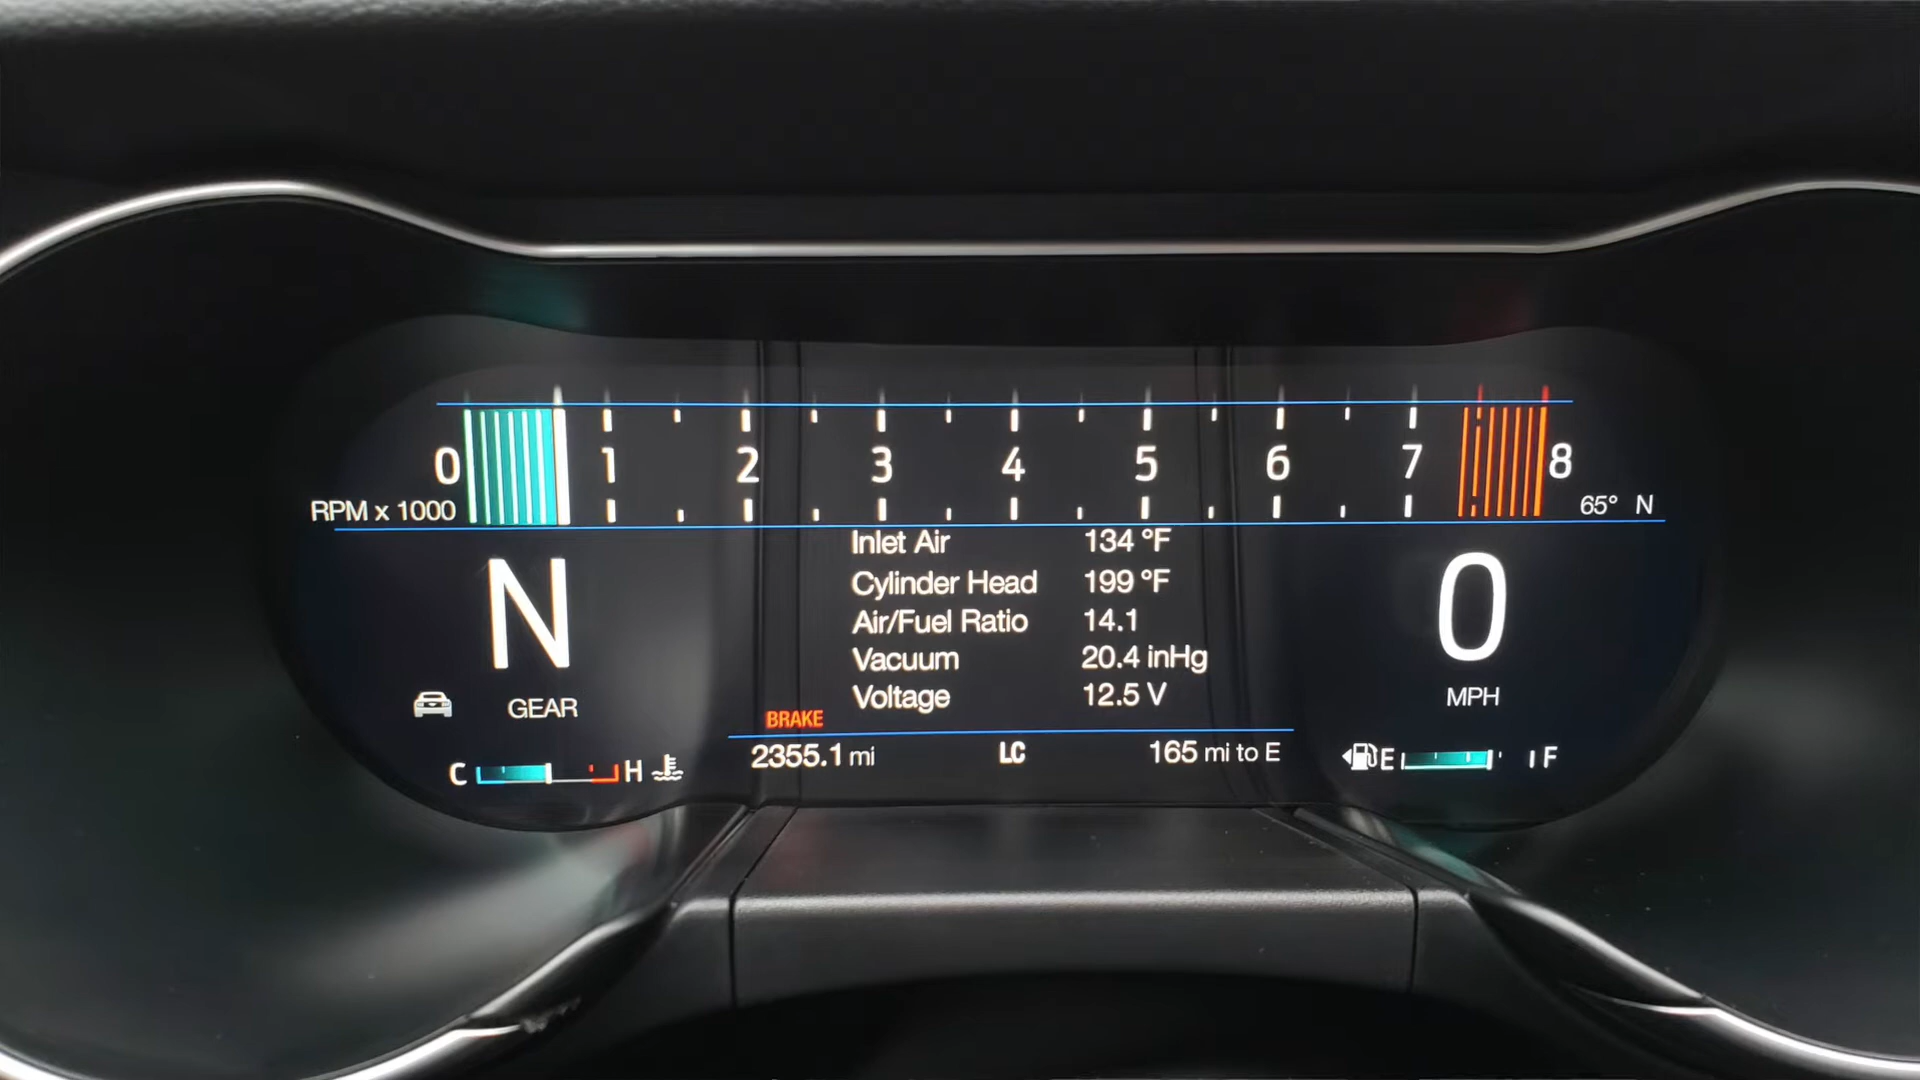 0 1 2 3 4 5 6 7 8
RPM x 1000
65° N
Inlet Air 134 °F
Cylinder Head 199 °F
Air/Fuel Ratio 14.1
Vacuum 20.4 inHg
Voltage 12.5 V
N
GEAR
0
MPH
BRAKE
C H
2355.1 mi LC 165 mi to E
E F